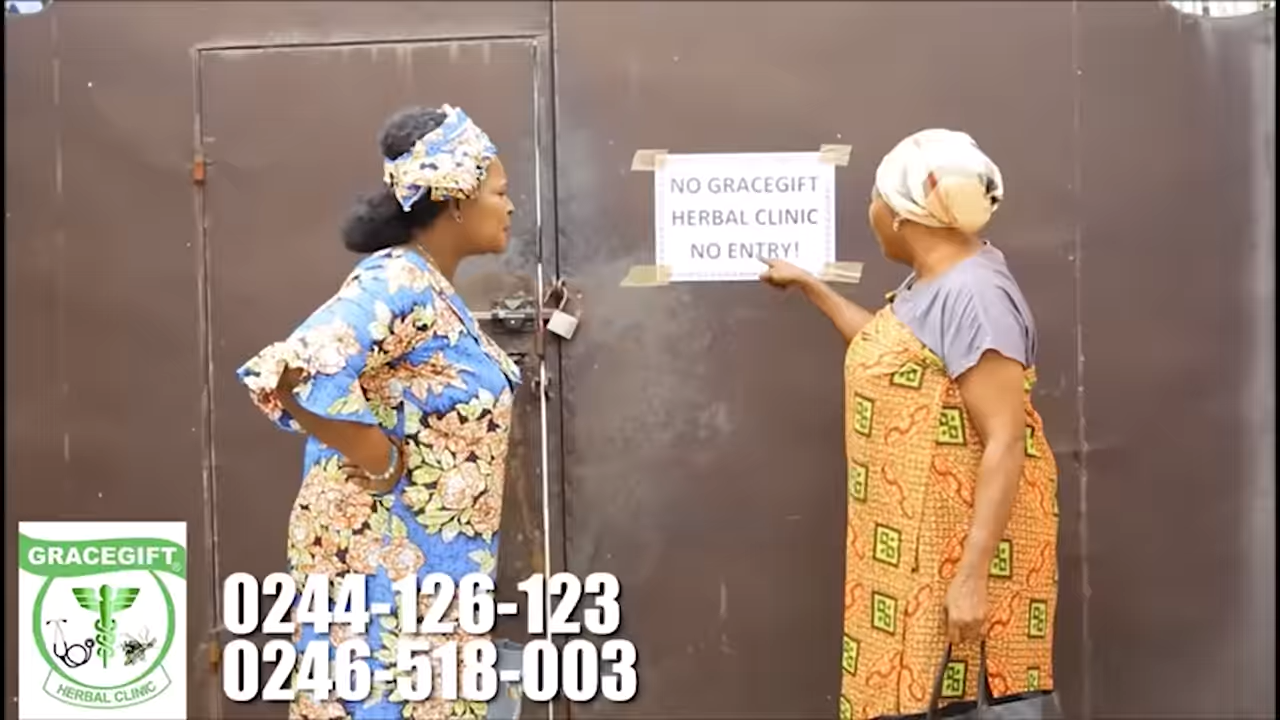 NO GRACEGIFT
HERBAL CLINIC
NO ENTRY!
GRACEGIFT®
HERBAL CLINIC
0244-126-123
0246-518-003